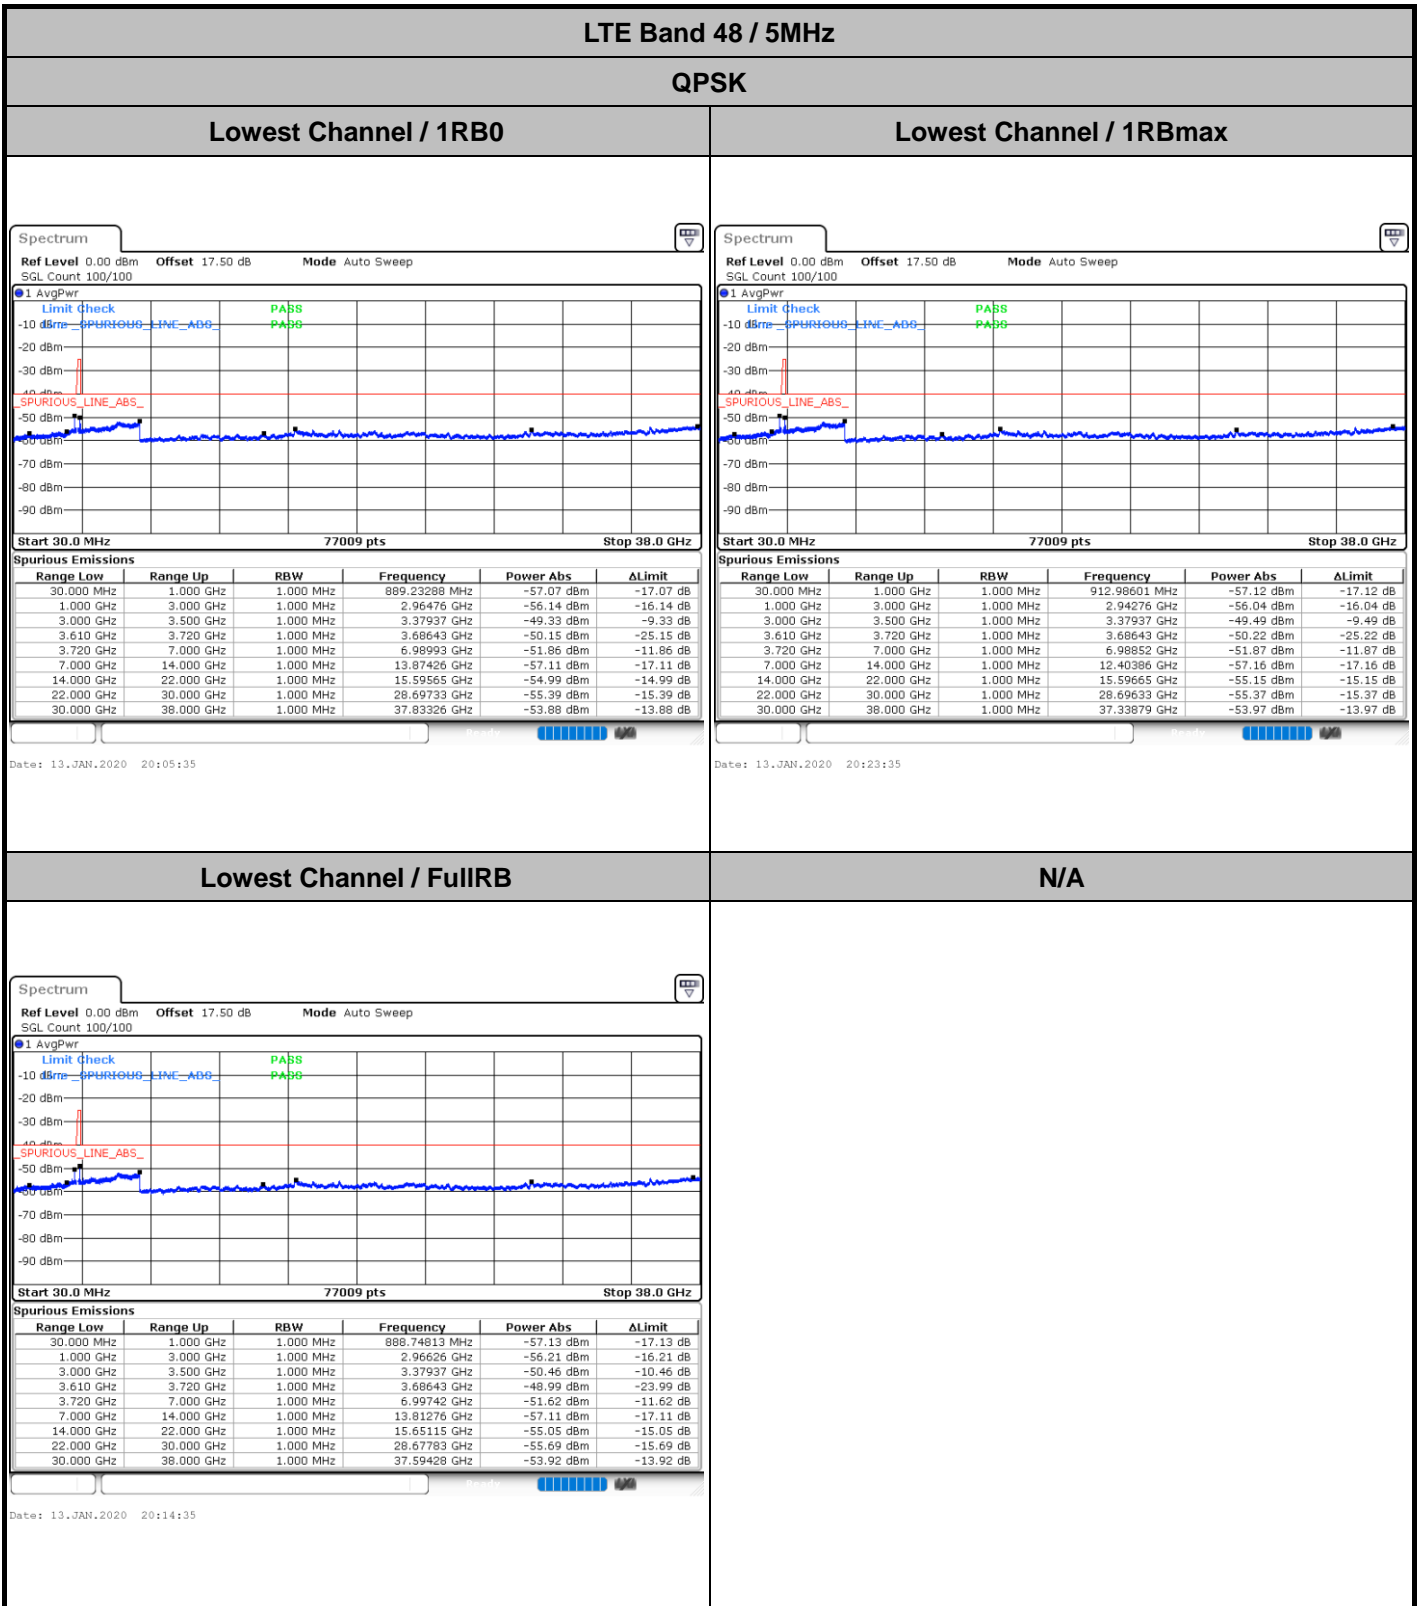 LTE Band 48 / 5MHz
QPSK
Lowest Channel / 1RB0
Lowest Channel / 1RBmax
Spectrum
Ref Level 0.00 dBm Offset 17.50 dB Mode Auto Sweep
SGL Count 100/100
1 AvgPwr
Limit Check PASS
Line _SPURIOUS_LINE_ABS_ PASS
-10 dBm
-20 dBm
-30 dBm
-40 dBm
_SPURIOUS_LINE_ABS_
-50 dBm
-60 dBm
-70 dBm
-80 dBm
-90 dBm
Start 30.0 MHz 77009 pts Stop 38.0 GHz
Spurious Emissions
Range Low Range Up RBW Frequency Power Abs ΔLimit
30.000 MHz 1.000 GHz 1.000 MHz 889.23288 MHz -57.07 dBm -17.07 dB
1.000 GHz 3.000 GHz 1.000 MHz 2.96476 GHz -56.14 dBm -16.14 dB
3.000 GHz 3.500 GHz 1.000 MHz 3.37937 GHz -49.33 dBm -9.33 dB
3.610 GHz 3.720 GHz 1.000 MHz 3.68643 GHz -50.15 dBm -25.15 dB
3.720 GHz 7.000 GHz 1.000 MHz 6.98993 GHz -51.86 dBm -11.86 dB
7.000 GHz 14.000 GHz 1.000 MHz 13.87426 GHz -57.11 dBm -17.11 dB
14.000 GHz 22.000 GHz 1.000 MHz 15.59565 GHz -54.99 dBm -14.99 dB
22.000 GHz 30.000 GHz 1.000 MHz 28.69733 GHz -55.39 dBm -15.39 dB
30.000 GHz 38.000 GHz 1.000 MHz 37.83326 GHz -53.88 dBm -13.88 dB
Ready
Date: 13.JAN.2020 20:05:35
Spectrum
Ref Level 0.00 dBm Offset 17.50 dB Mode Auto Sweep
SGL Count 100/100
1 AvgPwr
Limit Check PASS
Line _SPURIOUS_LINE_ABS_ PASS
-10 dBm
-20 dBm
-30 dBm
-40 dBm
_SPURIOUS_LINE_ABS_
-50 dBm
-60 dBm
-70 dBm
-80 dBm
-90 dBm
Start 30.0 MHz 77009 pts Stop 38.0 GHz
Spurious Emissions
Range Low Range Up RBW Frequency Power Abs ΔLimit
30.000 MHz 1.000 GHz 1.000 MHz 912.98601 MHz -57.12 dBm -17.12 dB
1.000 GHz 3.000 GHz 1.000 MHz 2.94276 GHz -56.04 dBm -16.04 dB
3.000 GHz 3.500 GHz 1.000 MHz 3.37937 GHz -49.49 dBm -9.49 dB
3.610 GHz 3.720 GHz 1.000 MHz 3.68643 GHz -50.22 dBm -25.22 dB
3.720 GHz 7.000 GHz 1.000 MHz 6.98852 GHz -51.87 dBm -11.87 dB
7.000 GHz 14.000 GHz 1.000 MHz 12.40386 GHz -57.16 dBm -17.16 dB
14.000 GHz 22.000 GHz 1.000 MHz 15.59665 GHz -55.15 dBm -15.15 dB
22.000 GHz 30.000 GHz 1.000 MHz 28.69633 GHz -55.37 dBm -15.37 dB
30.000 GHz 38.000 GHz 1.000 MHz 37.33879 GHz -53.97 dBm -13.97 dB
Ready
Date: 13.JAN.2020 20:23:35
Lowest Channel / FullRB
N/A
Spectrum
Ref Level 0.00 dBm Offset 17.50 dB Mode Auto Sweep
SGL Count 100/100
1 AvgPwr
Limit Check PASS
Line _SPURIOUS_LINE_ABS_ PASS
-10 dBm
-20 dBm
-30 dBm
-40 dBm
_SPURIOUS_LINE_ABS_
-50 dBm
-60 dBm
-70 dBm
-80 dBm
-90 dBm
Start 30.0 MHz 77009 pts Stop 38.0 GHz
Spurious Emissions
Range Low Range Up RBW Frequency Power Abs ΔLimit
30.000 MHz 1.000 GHz 1.000 MHz 888.74813 MHz -57.13 dBm -17.13 dB
1.000 GHz 3.000 GHz 1.000 MHz 2.96626 GHz -56.21 dBm -16.21 dB
3.000 GHz 3.500 GHz 1.000 MHz 3.37937 GHz -50.46 dBm -10.46 dB
3.610 GHz 3.720 GHz 1.000 MHz 3.68643 GHz -48.99 dBm -23.99 dB
3.720 GHz 7.000 GHz 1.000 MHz 6.99742 GHz -51.62 dBm -11.62 dB
7.000 GHz 14.000 GHz 1.000 MHz 13.81276 GHz -57.11 dBm -17.11 dB
14.000 GHz 22.000 GHz 1.000 MHz 15.65115 GHz -55.05 dBm -15.05 dB
22.000 GHz 30.000 GHz 1.000 MHz 28.67783 GHz -55.69 dBm -15.69 dB
30.000 GHz 38.000 GHz 1.000 MHz 37.59428 GHz -53.92 dBm -13.92 dB
Ready
Date: 13.JAN.2020 20:14:35